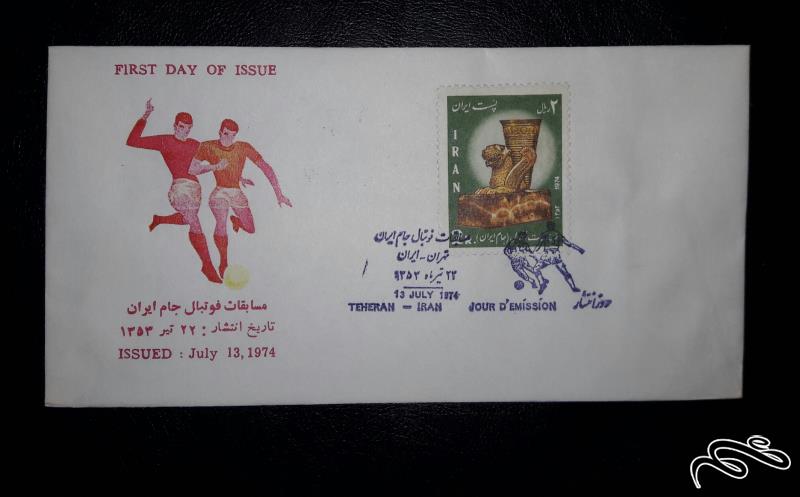 FIRST DAY OF ISSUE
مسابقات فوتبال جام ایران
تاریخ انتشار : ۲۲ تیر ۱۳۵۳
ISSUED : July 13, 1974
پست ایران
۲ ریال
IRAN
1974
مسابقات فوتبال جام ایران
تهران - ایران
۲۲ تیر ماه ۱۳۵۳
13 JULY 1974
TEHERAN - IRAN
JOUR D'EMISSION
روز انتشار